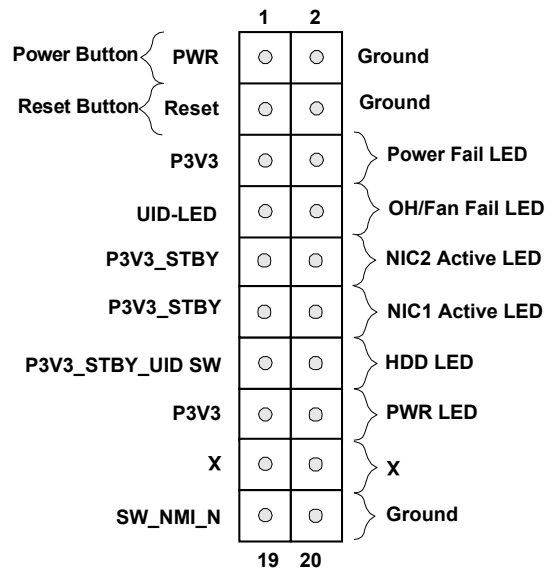 1 2
Power Button PWR Ground
Reset Button Reset Ground
P3V3 Power Fail LED
UID-LED OH/Fan Fail LED
P3V3_STBY NIC2 Active LED
P3V3_STBY NIC1 Active LED
P3V3_STBY_UID SW HDD LED
P3V3 PWR LED
X X
SW_NMI_N Ground
19 20